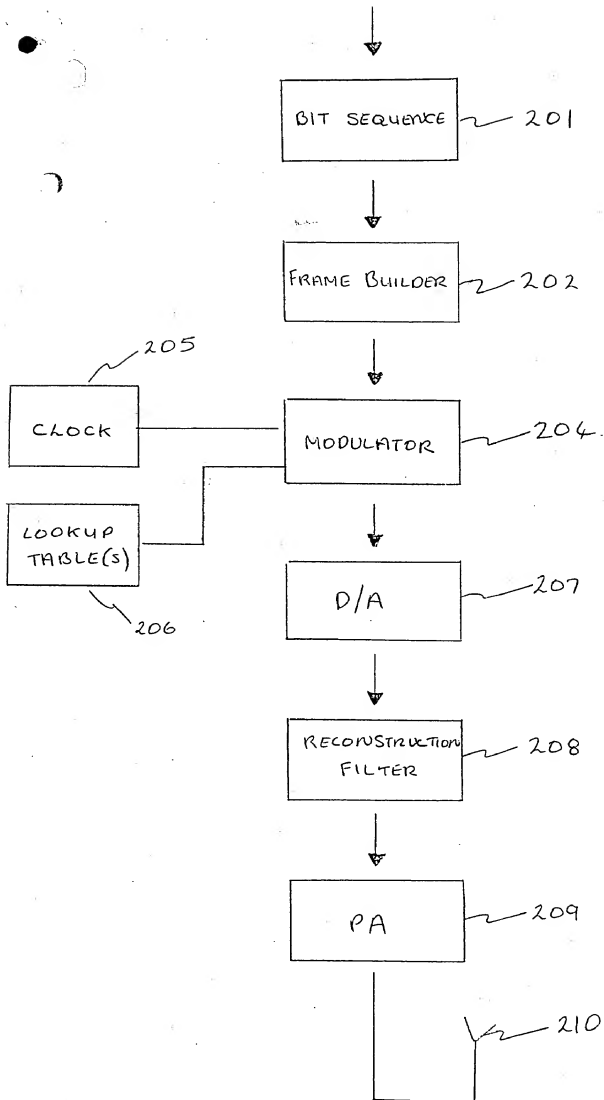 BIT SEQUENCE 201
FRAME BUILDER 202
205
CLOCK
MODULATOR 204.
LOOKUP
TABLE(S)
206
D/A 207
RECONSTRUCTION
FILTER 208
PA 209
210